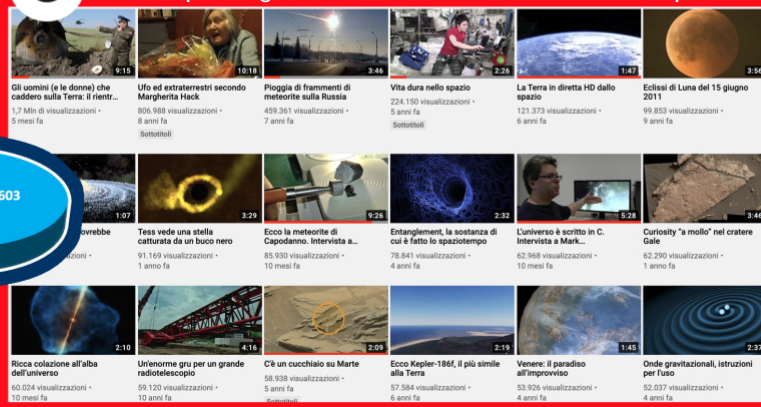 9:15
10:18
3:46
2:26
1:47
3:56
Gli uomini (e le donne) che
caddero sulla Terra: il rientr...
1,7 Mln di visualizzazioni •
5 mesi fa
Ufo ed extraterrestri secondo
Margherita Hack
806.988 visualizzazioni •
8 anni fa
Sottotitoli
Pioggia di frammenti di
meteorite sulla Russia
459.361 visualizzazioni •
7 anni fa
Vita dura nello spazio
224.150 visualizzazioni •
5 anni fa
Sottotitoli
La Terra in diretta HD dallo
spazio
121.373 visualizzazioni •
6 anni fa
Eclissi di Luna del 15 giugno
2011
99.853 visualizzazioni •
9 anni fa
603
1:07
3:29
9:26
2:32
5:28
3:46
Tess vede una stella
catturata da un buco nero
91.169 visualizzazioni •
1 anno fa
Ecco la meteorite di
Capodanno. Intervista a...
85.930 visualizzazioni •
10 mesi fa
Entanglement, la sostanza di
cui è fatto lo spaziotempo
78.841 visualizzazioni •
4 anni fa
L'universo è scritto in C.
Intervista a Mark...
62.968 visualizzazioni •
10 mesi fa
Curiosity "a mollo" nel cratere
Gale
62.290 visualizzazioni •
1 anno fa
2:10
4:16
2:09
2:19
1:45
2:37
Ricca colazione all'alba
dell'universo
60.024 visualizzazioni •
10 mesi fa
Un'enorme gru per un grande
radiotelescopio
59.120 visualizzazioni •
10 anni fa
C'è un cucchiaio su Marte
58.938 visualizzazioni •
5 anni fa
Sottotitoli
Ecco Kepler-186f, il più simile
alla Terra
57.584 visualizzazioni •
6 anni fa
Venere: il paradiso
all'improvviso
53.926 visualizzazioni •
4 anni fa
Onde gravitazionali, istruzioni
per l'uso
52.037 visualizzazioni •
4 anni fa